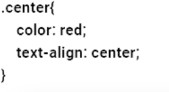 .center{
color: red;
text-align: center;
}